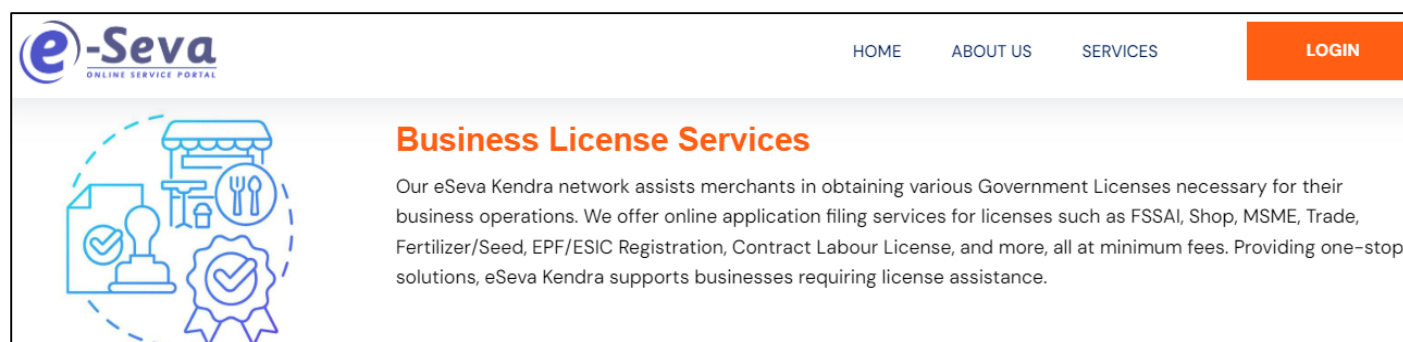 e-Seva
ONLINE SERVICE PORTAL
HOME ABOUT US SERVICES LOGIN
Business License Services
Our eSeva Kendra network assists merchants in obtaining various Government Licenses necessary for their
business operations. We offer online application filing services for licenses such as FSSAI, Shop, MSME, Trade,
Fertilizer/Seed, EPF/ESIC Registration, Contract Labour License, and more, all at minimum fees. Providing one-stop
solutions, eSeva Kendra supports businesses requiring license assistance.